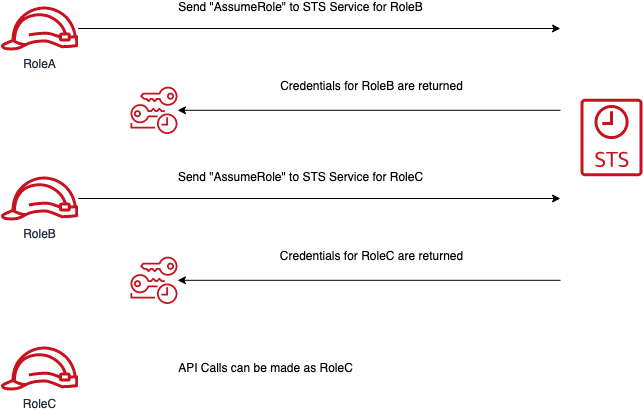 Send "AssumeRole" to STS Service for RoleB
RoleA
Credentials for RoleB are returned
STS
Send "AssumeRole" to STS Service for RoleC
RoleB
Credentials for RoleC are returned
API Calls can be made as RoleC
RoleC